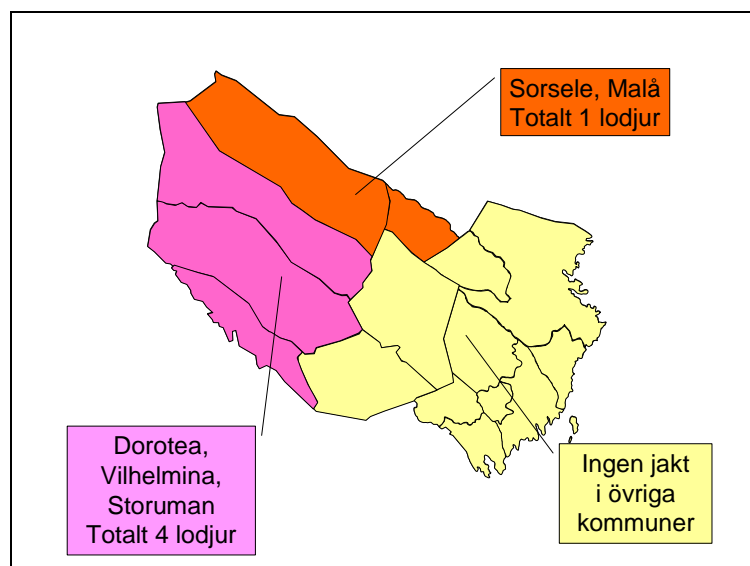 Sorsele, Malå
Totalt 1 lodjur
Dorotea,
Vilhelmina,
Storuman
Totalt 4 lodjur
Ingen jakt
i övriga
kommuner